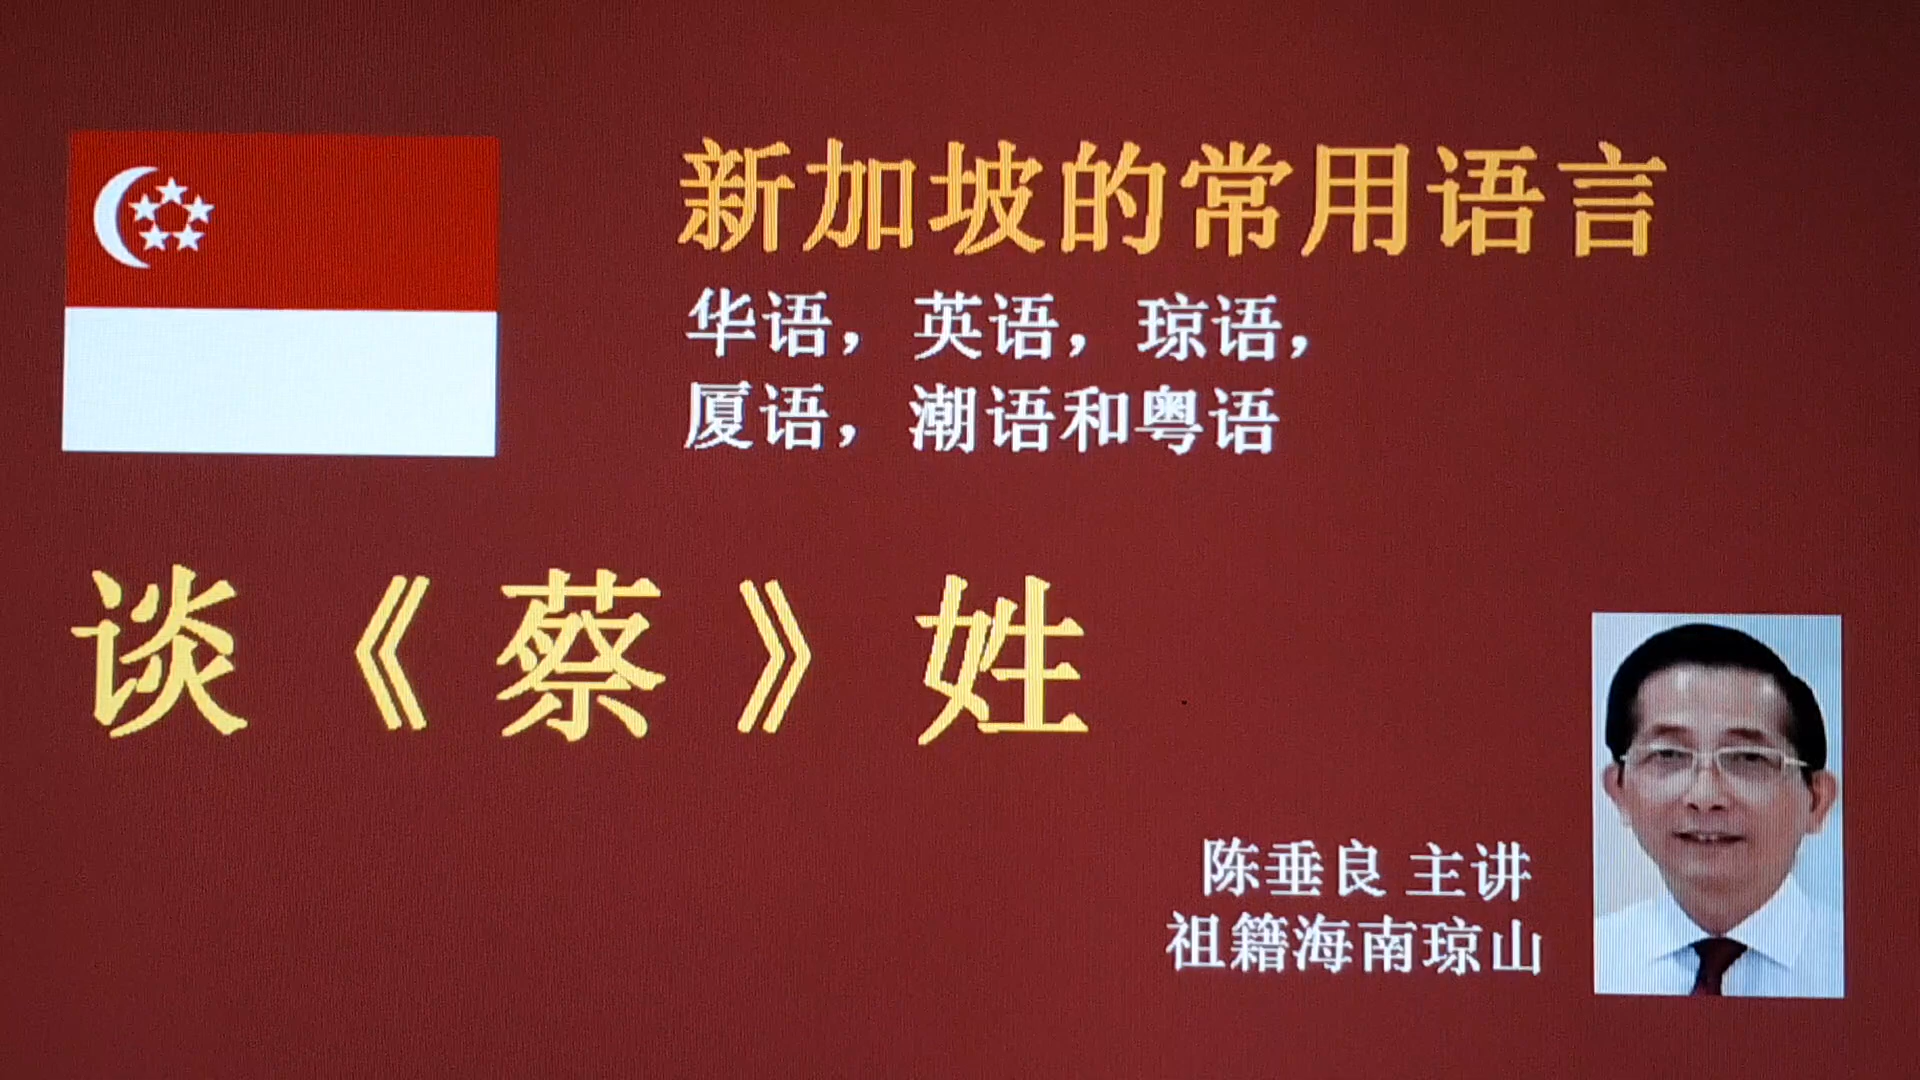 新加坡的常用语言
华语，英语，琼语，
厦语，潮语和粤语
谈《蔡》姓
陈垂良 主讲
祖籍海南琼山